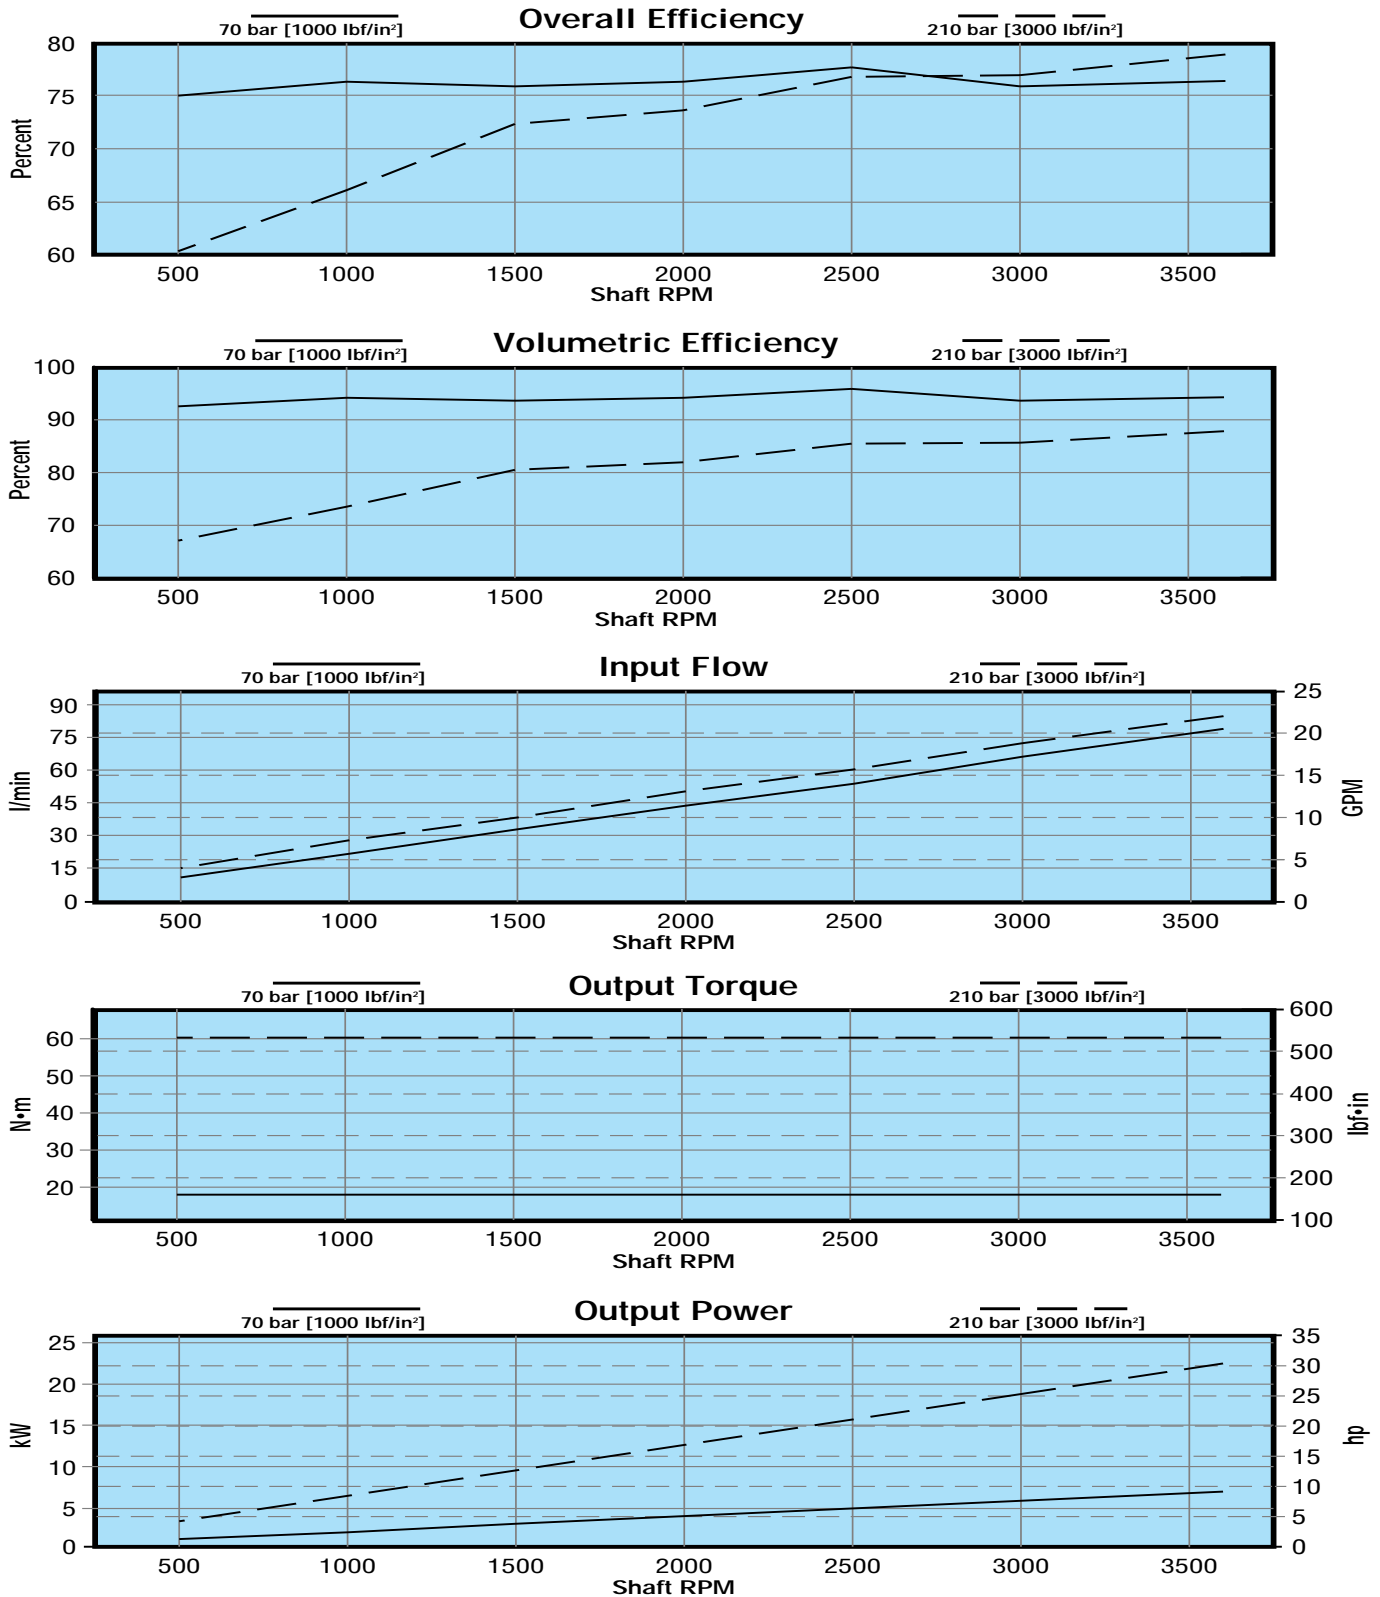 Overall Efficiency
70 bar [1000 lbf/in²]
210 bar [3000 lbf/in²]
80
75
70
65
60
Percent
500 1000 1500 2000 2500 3000 3500
Shaft RPM
Volumetric Efficiency
70 bar [1000 lbf/in²]
210 bar [3000 lbf/in²]
100
90
80
70
60
Percent
500 1000 1500 2000 2500 3000 3500
Shaft RPM
Input Flow
70 bar [1000 lbf/in²]
210 bar [3000 lbf/in²]
90
75
60
45
30
15
0
l/min
25
20
15
10
5
0
GPM
500 1000 1500 2000 2500 3000 3500
Shaft RPM
Output Torque
70 bar [1000 lbf/in²]
210 bar [3000 lbf/in²]
60
50
40
30
20
N•m
600
500
400
300
200
100
lbf•in
500 1000 1500 2000 2500 3000 3500
Shaft RPM
Output Power
70 bar [1000 lbf/in²]
210 bar [3000 lbf/in²]
25
20
15
10
5
0
kW
35
30
25
20
15
10
5
0
hp
500 1000 1500 2000 2500 3000 3500
Shaft RPM